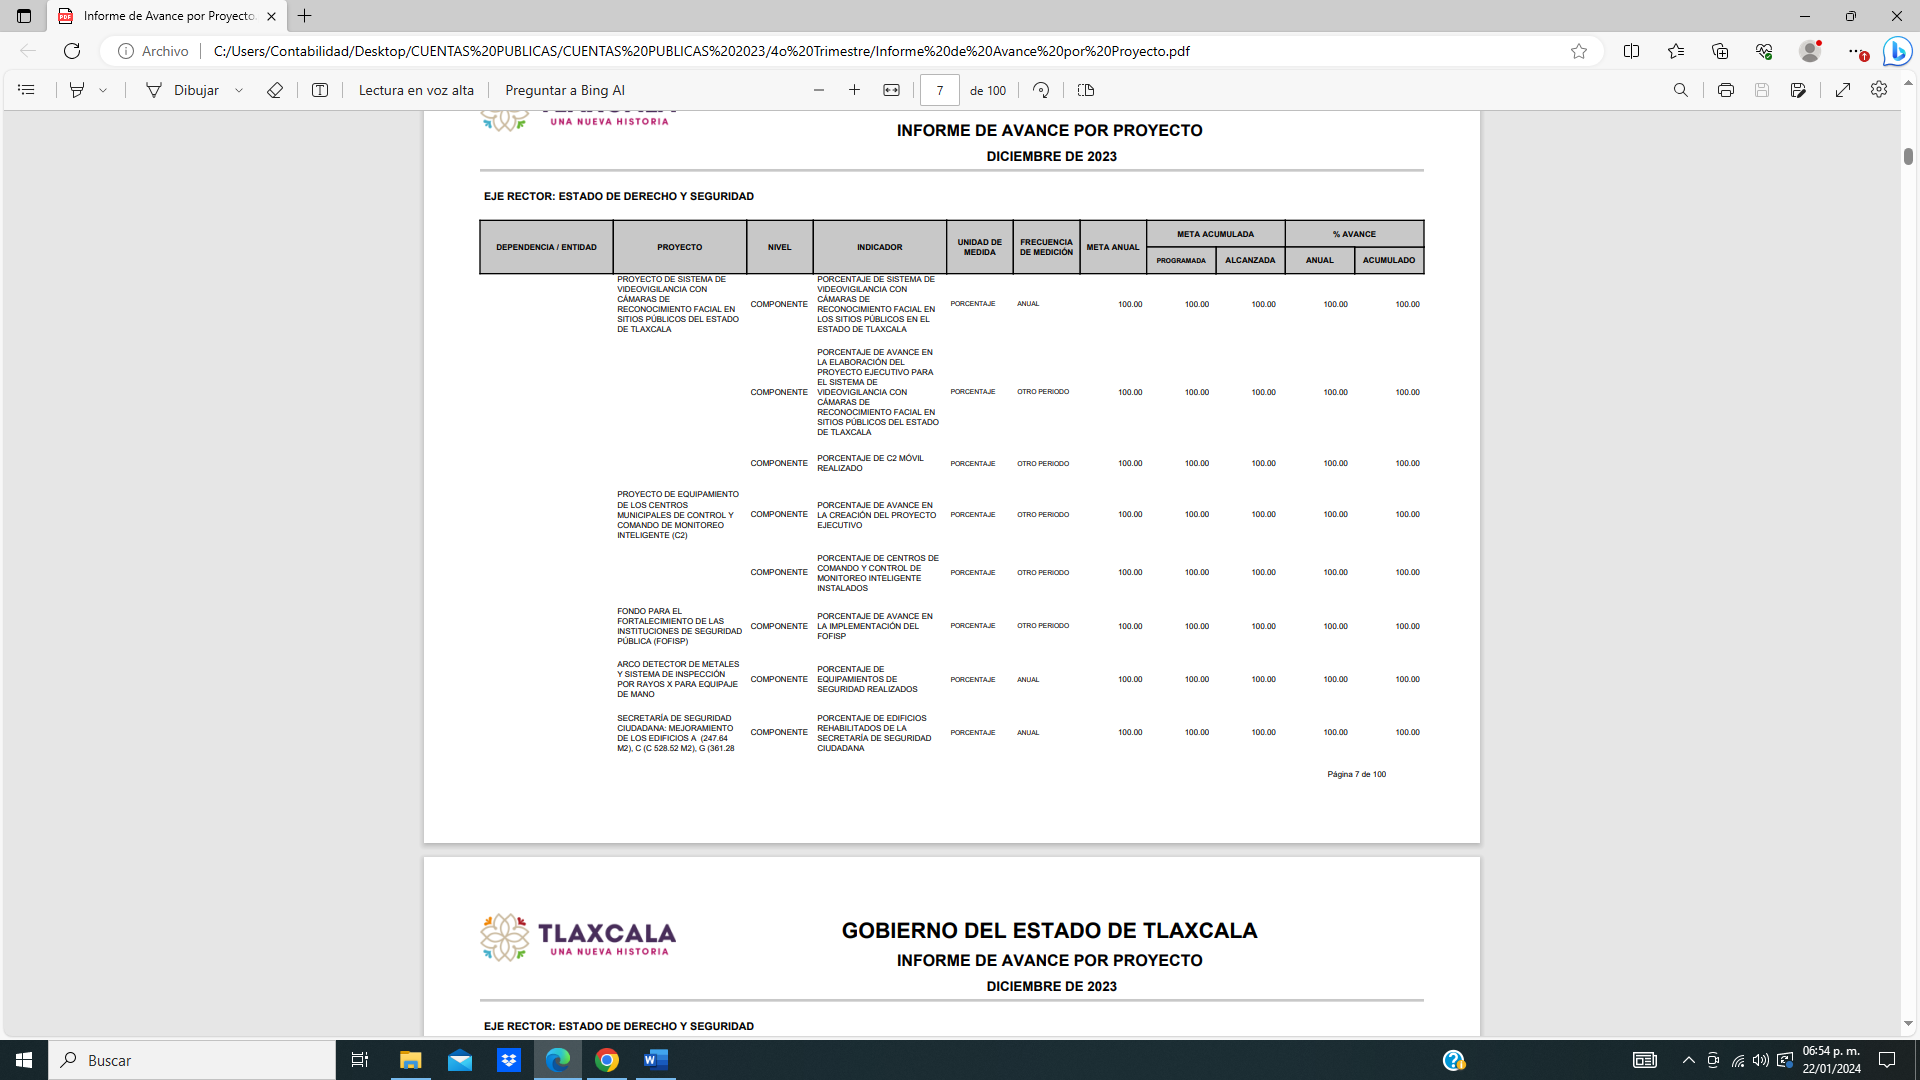 Informe de Avance por Proyecto.
Archivo
C:/Users/Contabilidad/Desktop/CUENTAS%20PUBLICAS/CUENTAS%20PUBLICAS%202023/4o%20Trimestre/Informe%20de%20Avance%20por%20Proyecto.pdf
Dibujar
Lectura en voz alta
Preguntar a Bing AI
7
de 100
UNA NUEVA HISTORIA
INFORME DE AVANCE POR PROYECTO
DICIEMBRE DE 2023
EJE RECTOR: ESTADO DE DERECHO Y SEGURIDAD
DEPENDENCIA / ENTIDAD
PROYECTO
NIVEL
INDICADOR
UNIDAD DE
MEDIDA
FRECUENCIA
DE MEDICIÓN
META ANUAL
META ACUMULADA
PROGRAMADA
ALCANZADA
% AVANCE
ANUAL
ACUMULADO
PROYECTO DE SISTEMA DE
VIDEOVIGILANCIA CON
CÁMARAS DE
RECONOCIMIENTO FACIAL EN
SITIOS PÚBLICOS DEL ESTADO
DE TLAXCALA
COMPONENTE
PORCENTAJE DE SISTEMA DE
VIDEOVIGILANCIA CON
CÁMARAS DE
RECONOCIMIENTO FACIAL EN
LOS SITIOS PÚBLICOS EN EL
ESTADO DE TLAXCALA
PORCENTAJE
ANUAL
100.00 100.00 100.00 100.00 100.00
COMPONENTE
PORCENTAJE DE AVANCE EN
LA ELABORACIÓN DEL
PROYECTO EJECUTIVO PARA
EL SISTEMA DE
VIDEOVIGILANCIA CON
CÁMARAS DE
RECONOCIMIENTO FACIAL EN
SITIOS PÚBLICOS DEL ESTADO
DE TLAXCALA
PORCENTAJE
OTRO PERIODO
100.00 100.00 100.00 100.00 100.00
COMPONENTE
PORCENTAJE DE C2 MÓVIL
REALIZADO
PORCENTAJE
OTRO PERIODO
100.00 100.00 100.00 100.00 100.00
PROYECTO DE EQUIPAMIENTO
DE LOS CENTROS
MUNICIPALES DE CONTROL Y
COMANDO DE MONITOREO
INTELIGENTE (C2)
COMPONENTE
PORCENTAJE DE AVANCE EN
LA CREACIÓN DEL PROYECTO
EJECUTIVO
PORCENTAJE
OTRO PERIODO
100.00 100.00 100.00 100.00 100.00
COMPONENTE
PORCENTAJE DE CENTROS DE
COMANDO Y CONTROL DE
MONITOREO INTELIGENTE
INSTALADOS
PORCENTAJE
OTRO PERIODO
100.00 100.00 100.00 100.00 100.00
FONDO PARA EL
FORTALECIMIENTO DE LAS
INSTITUCIONES DE SEGURIDAD
PÚBLICA (FOFISP)
COMPONENTE
PORCENTAJE DE AVANCE EN
LA IMPLEMENTACIÓN DEL
FOFISP
PORCENTAJE
OTRO PERIODO
100.00 100.00 100.00 100.00 100.00
ARCO DETECTOR DE METALES
Y SISTEMA DE INSPECCIÓN
POR RAYOS X PARA EQUIPAJE
DE MANO
COMPONENTE
PORCENTAJE DE
EQUIPAMIENTOS DE
SEGURIDAD REALIZADOS
PORCENTAJE
ANUAL
100.00 100.00 100.00 100.00 100.00
SECRETARÍA DE SEGURIDAD
CIUDADANA: MEJORAMIENTO
DE LOS EDIFICIOS A (247.64
M2), C (C 528.52 M2), G (361.28
COMPONENTE
PORCENTAJE DE EDIFICIOS
REHABILITADOS DE LA
SECRETARÍA DE SEGURIDAD
CIUDADANA
PORCENTAJE
ANUAL
100.00 100.00 100.00 100.00 100.00
Página 7 de 100
TLAXCALA
UNA NUEVA HISTORIA
GOBIERNO DEL ESTADO DE TLAXCALA
INFORME DE AVANCE POR PROYECTO
DICIEMBRE DE 2023
EJE RECTOR: ESTADO DE DERECHO Y SEGURIDAD
Buscar
06:54 p. m.
22/01/2024